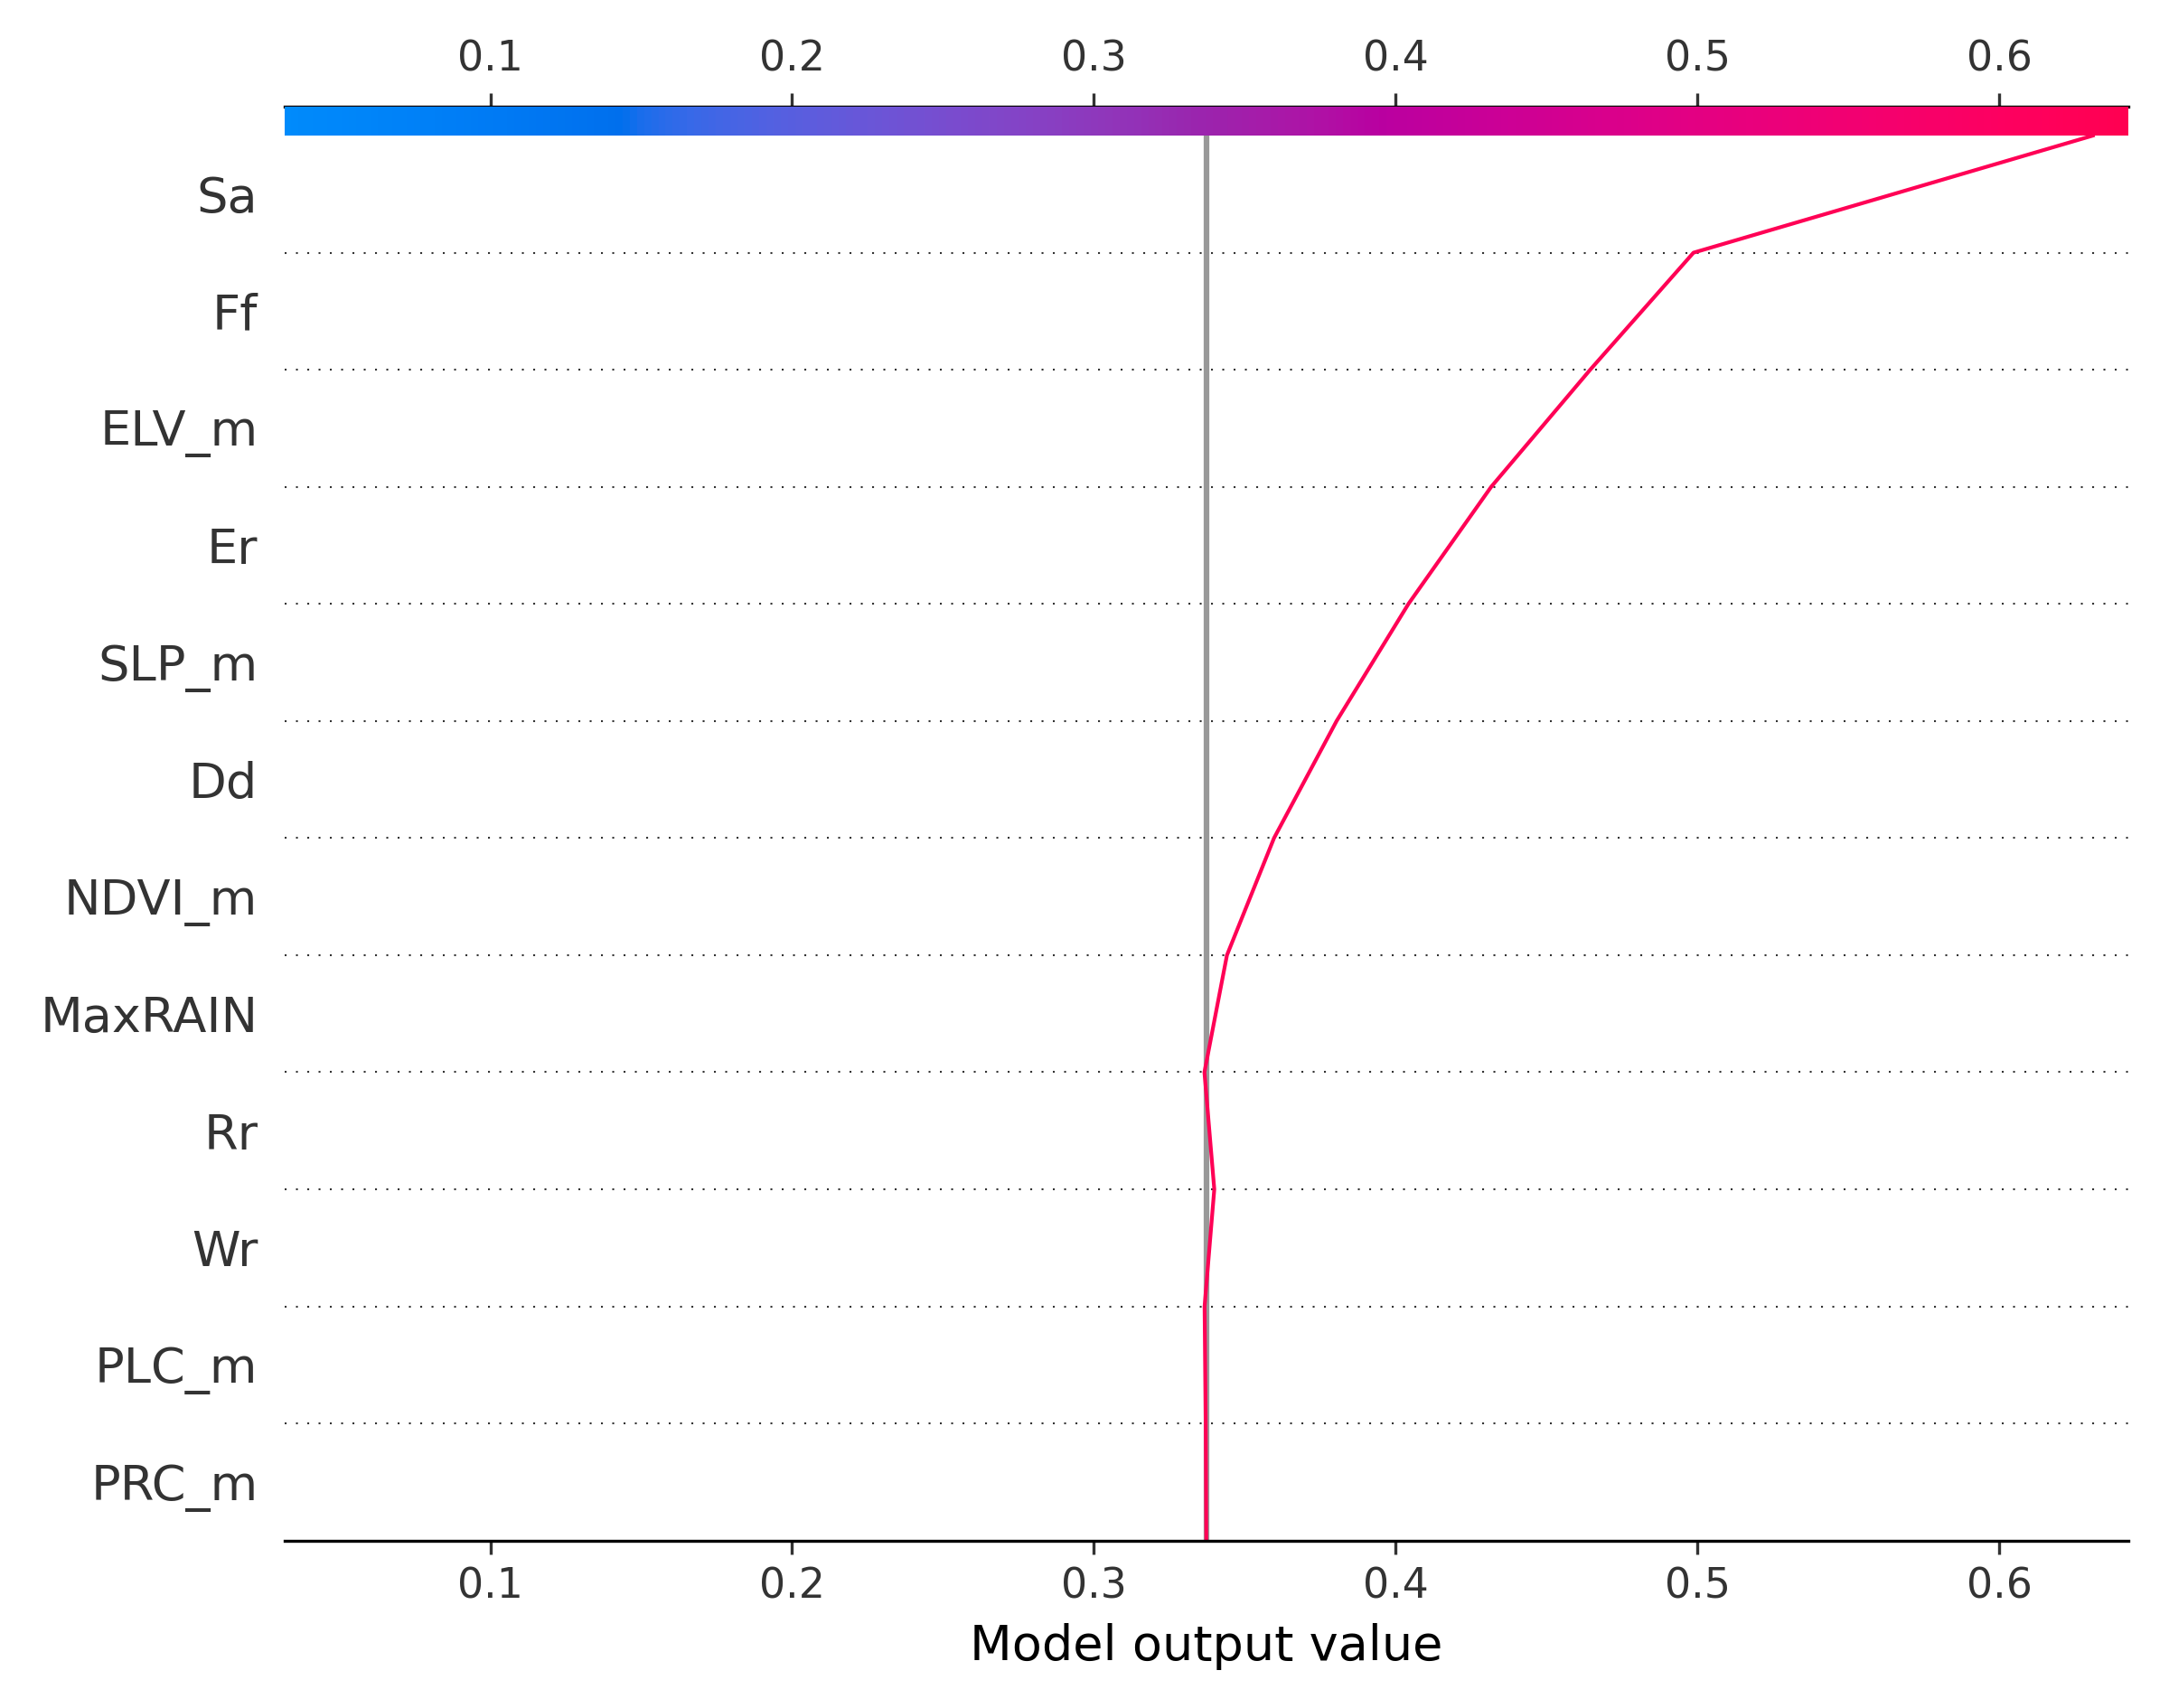 0.1 0.2 0.3 0.4 0.5 0.6
Sa
Ff
ELV_m
Er
SLP_m
Dd
NDVI_m
MaxRAIN
Rr
Wr
PLC_m
PRC_m
0.1 0.2 0.3 0.4 0.5 0.6
Model output value